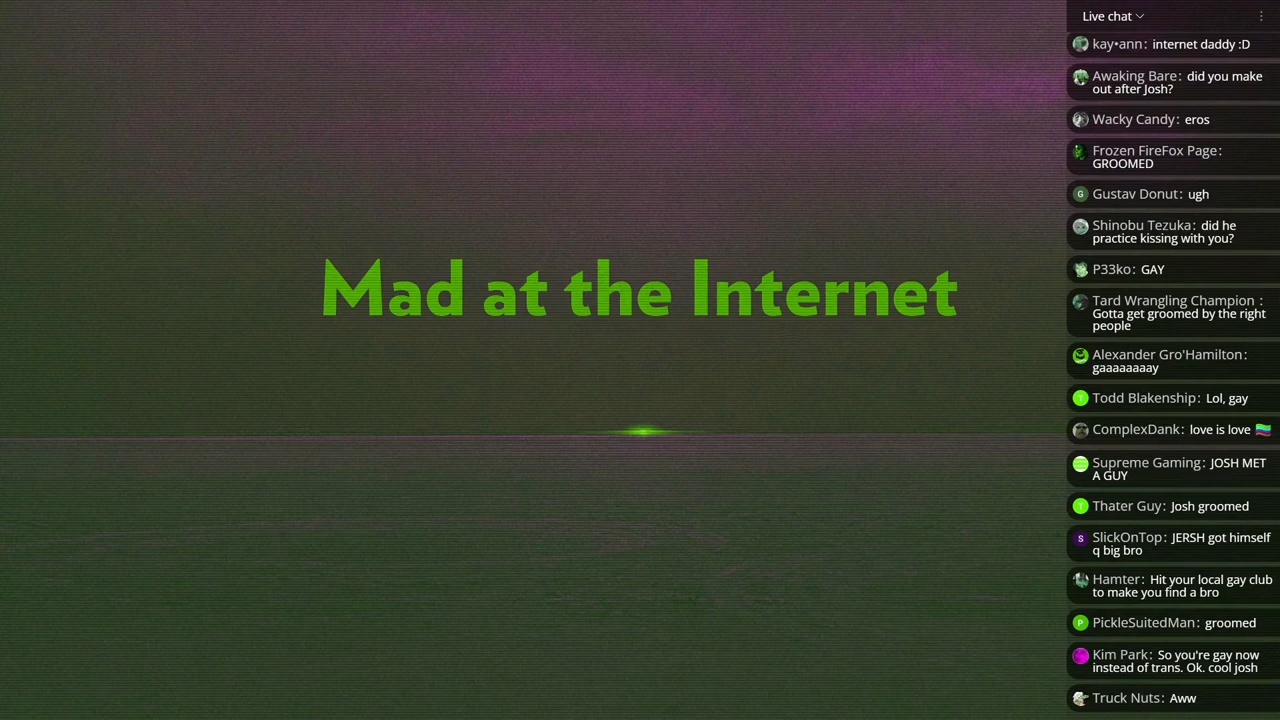 Live chat
kay•ann: internet daddy :D
Awaking Bare: did you make
out after Josh?
Wacky Candy: eros
Frozen FireFox Page:
GROOMED
G Gustav Donut: ugh
Shinobu Tezuka: did he
practice kissing with you?
P33ko: GAY
Tard Wrangling Champion :
Gotta get groomed by the right
people
Mad at the Internet
Alexander Gro'Hamilton:
gaaaaaaay
T Todd Blakenship: Lol, gay
ComplexDank: love is love
Supreme Gaming: JOSH MET
A GUY
T Thater Guy: Josh groomed
S SlickOnTop: JERSH got himself
q big bro
Hamter: Hit your local gay club
to make you find a bro
P PickleSuitedMan: groomed
Kim Park: So you're gay now
instead of trans. Ok. cool josh
Truck Nuts: Aww